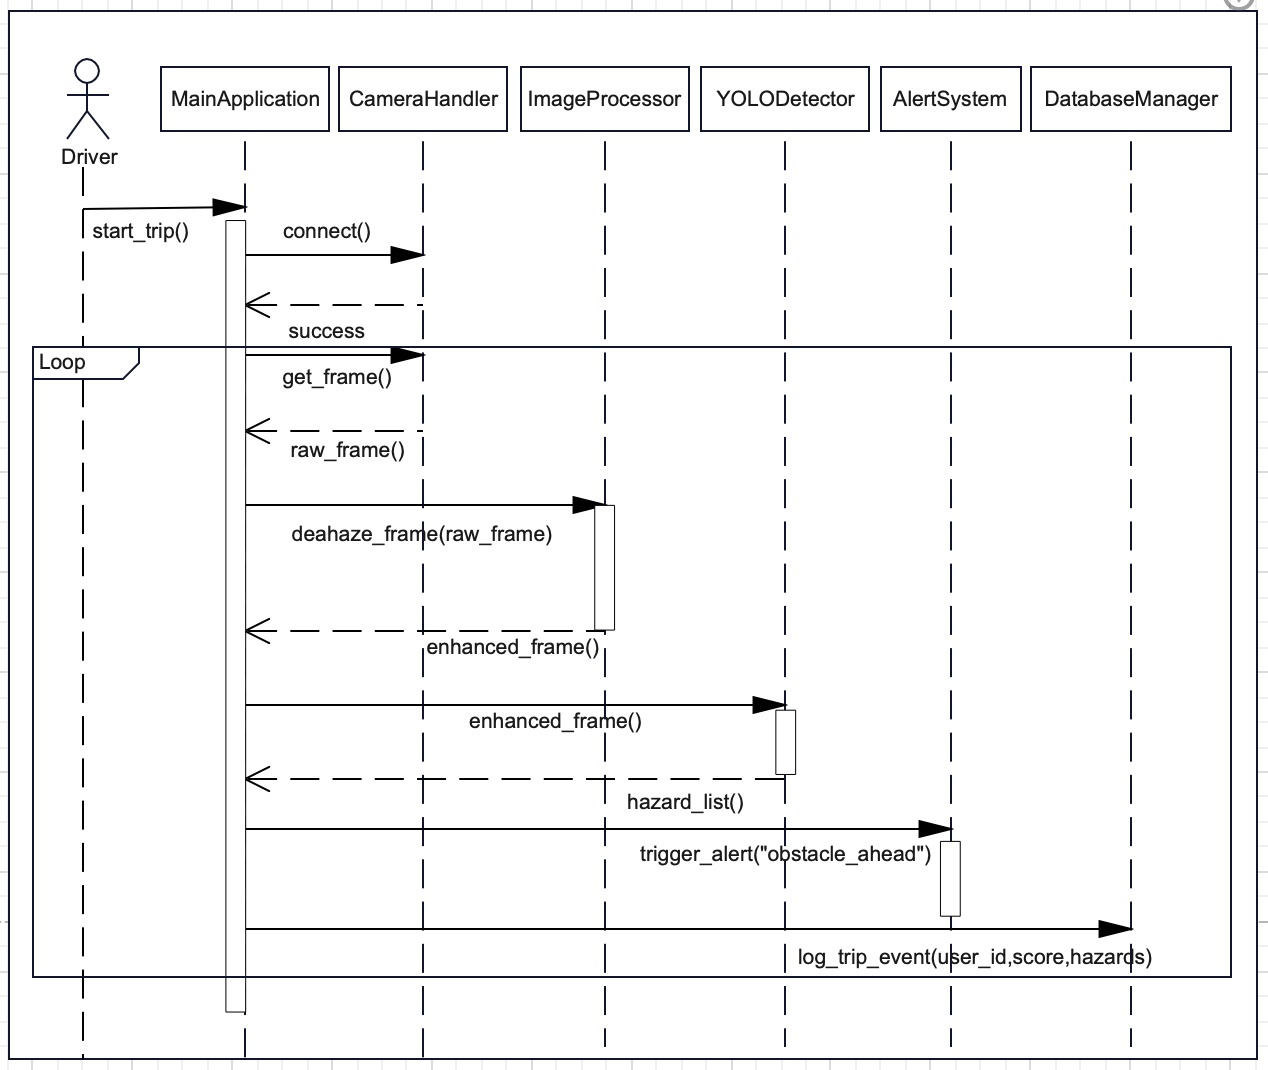 MainApplication
CameraHandler
ImageProcessor
YOLODetector
AlertSystem
DatabaseManager
Driver
start_trip()
connect()
success
Loop
get_frame()
raw_frame()
deahaze_frame(raw_frame)
enhanced_frame()
enhanced_frame()
hazard_list()
trigger_alert("obstacle_ahead")
log_trip_event(user_id,score,hazards)